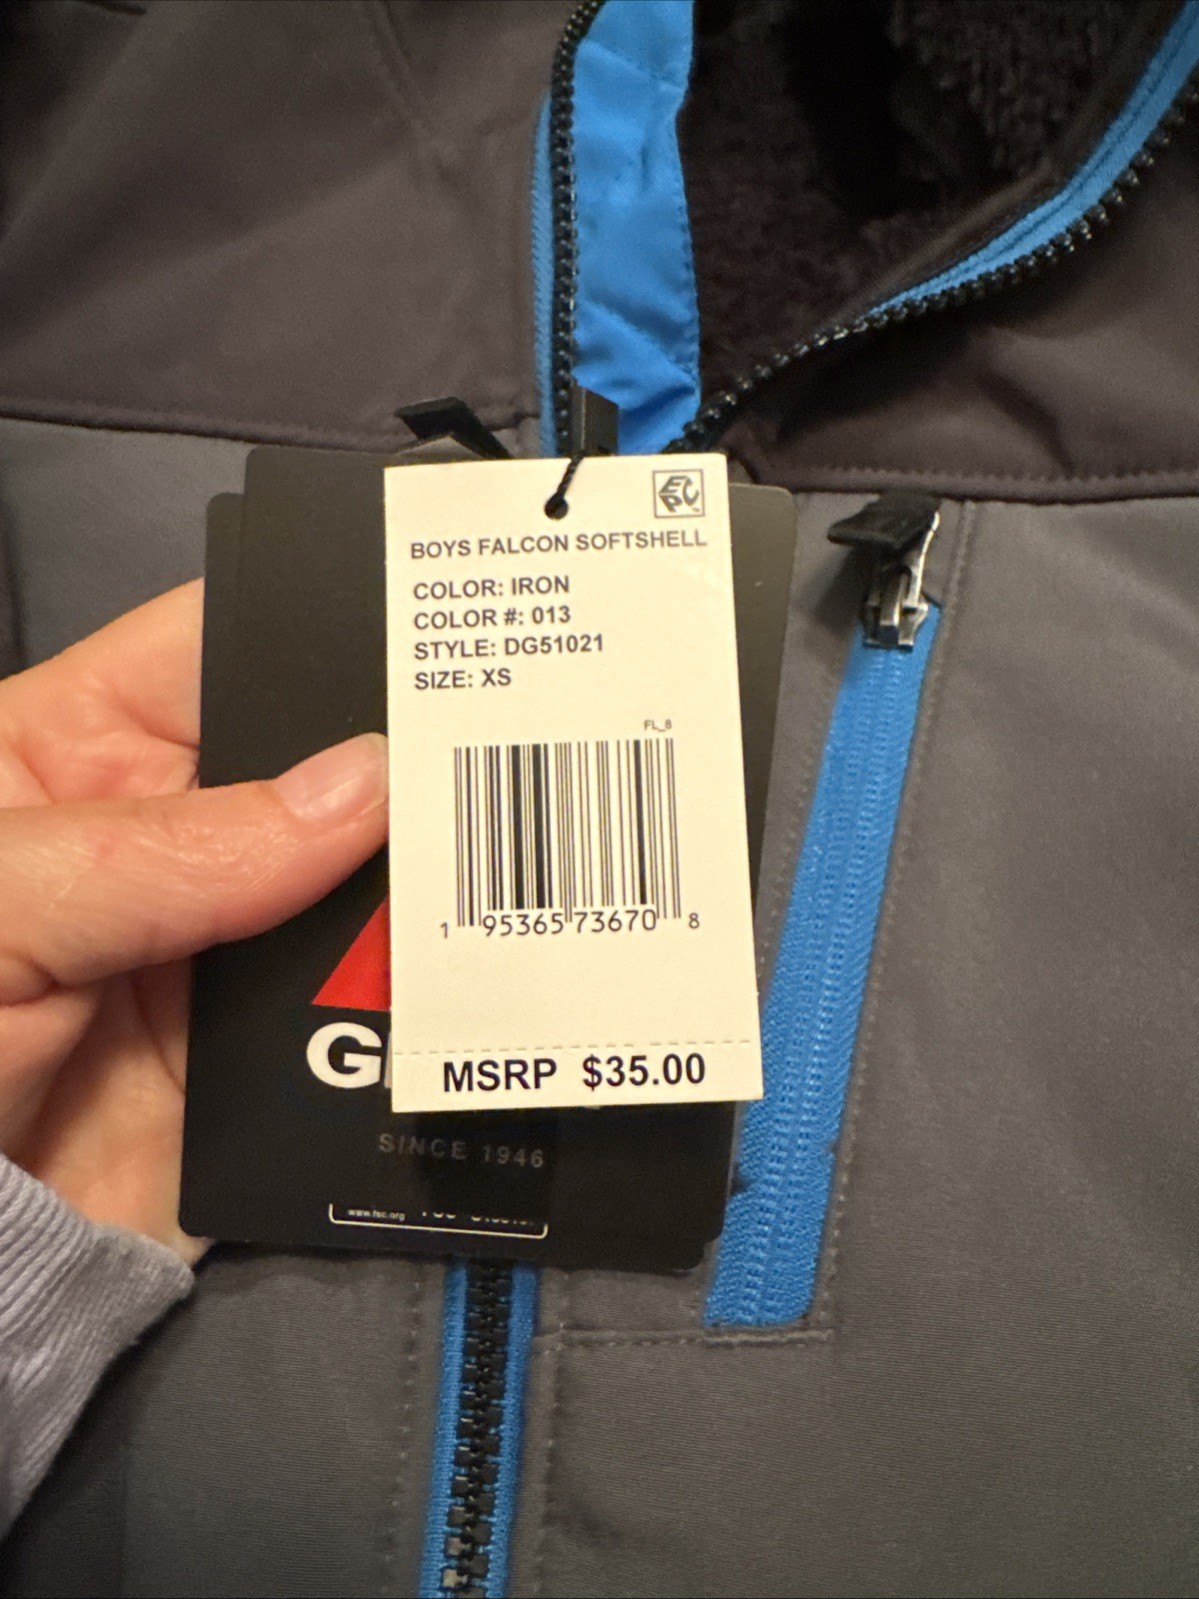 EPC
BOYS FALCON SOFTSHELL
COLOR: IRON
COLOR #: 013
STYLE: DG51021
SIZE: XS
FL_8
1 95365 73670 8
MSRP $35.00
SINCE 1946
www.fsc.org